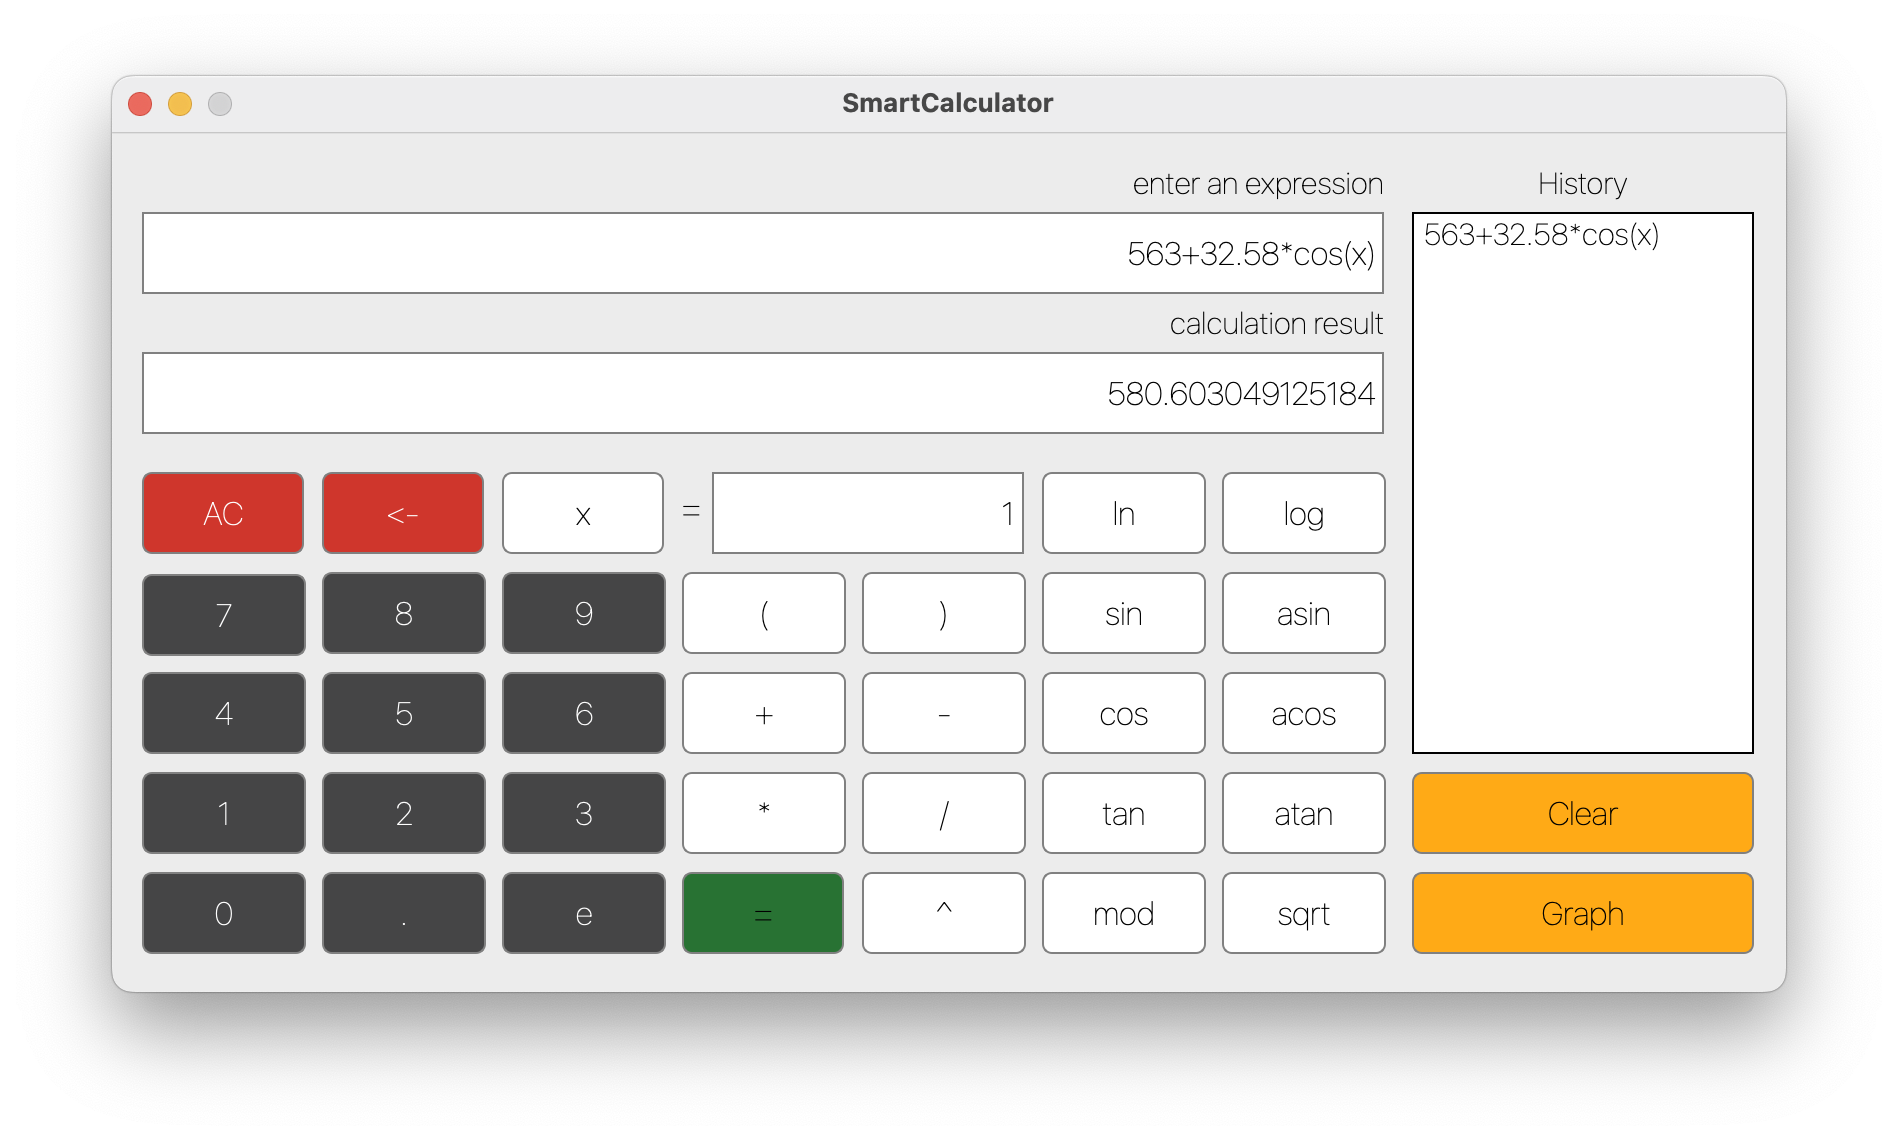 SmartCalculator
enter an expression
History
563+32.58*cos(x)
563+32.58*cos(x)
calculation result
580.603049125184
AC <- x = 1 ln log
7 8 9 ( ) sin asin
4 5 6 + - cos acos
1 2 3 * / tan atan
Clear
0 . e = ^ mod sqrt
Graph